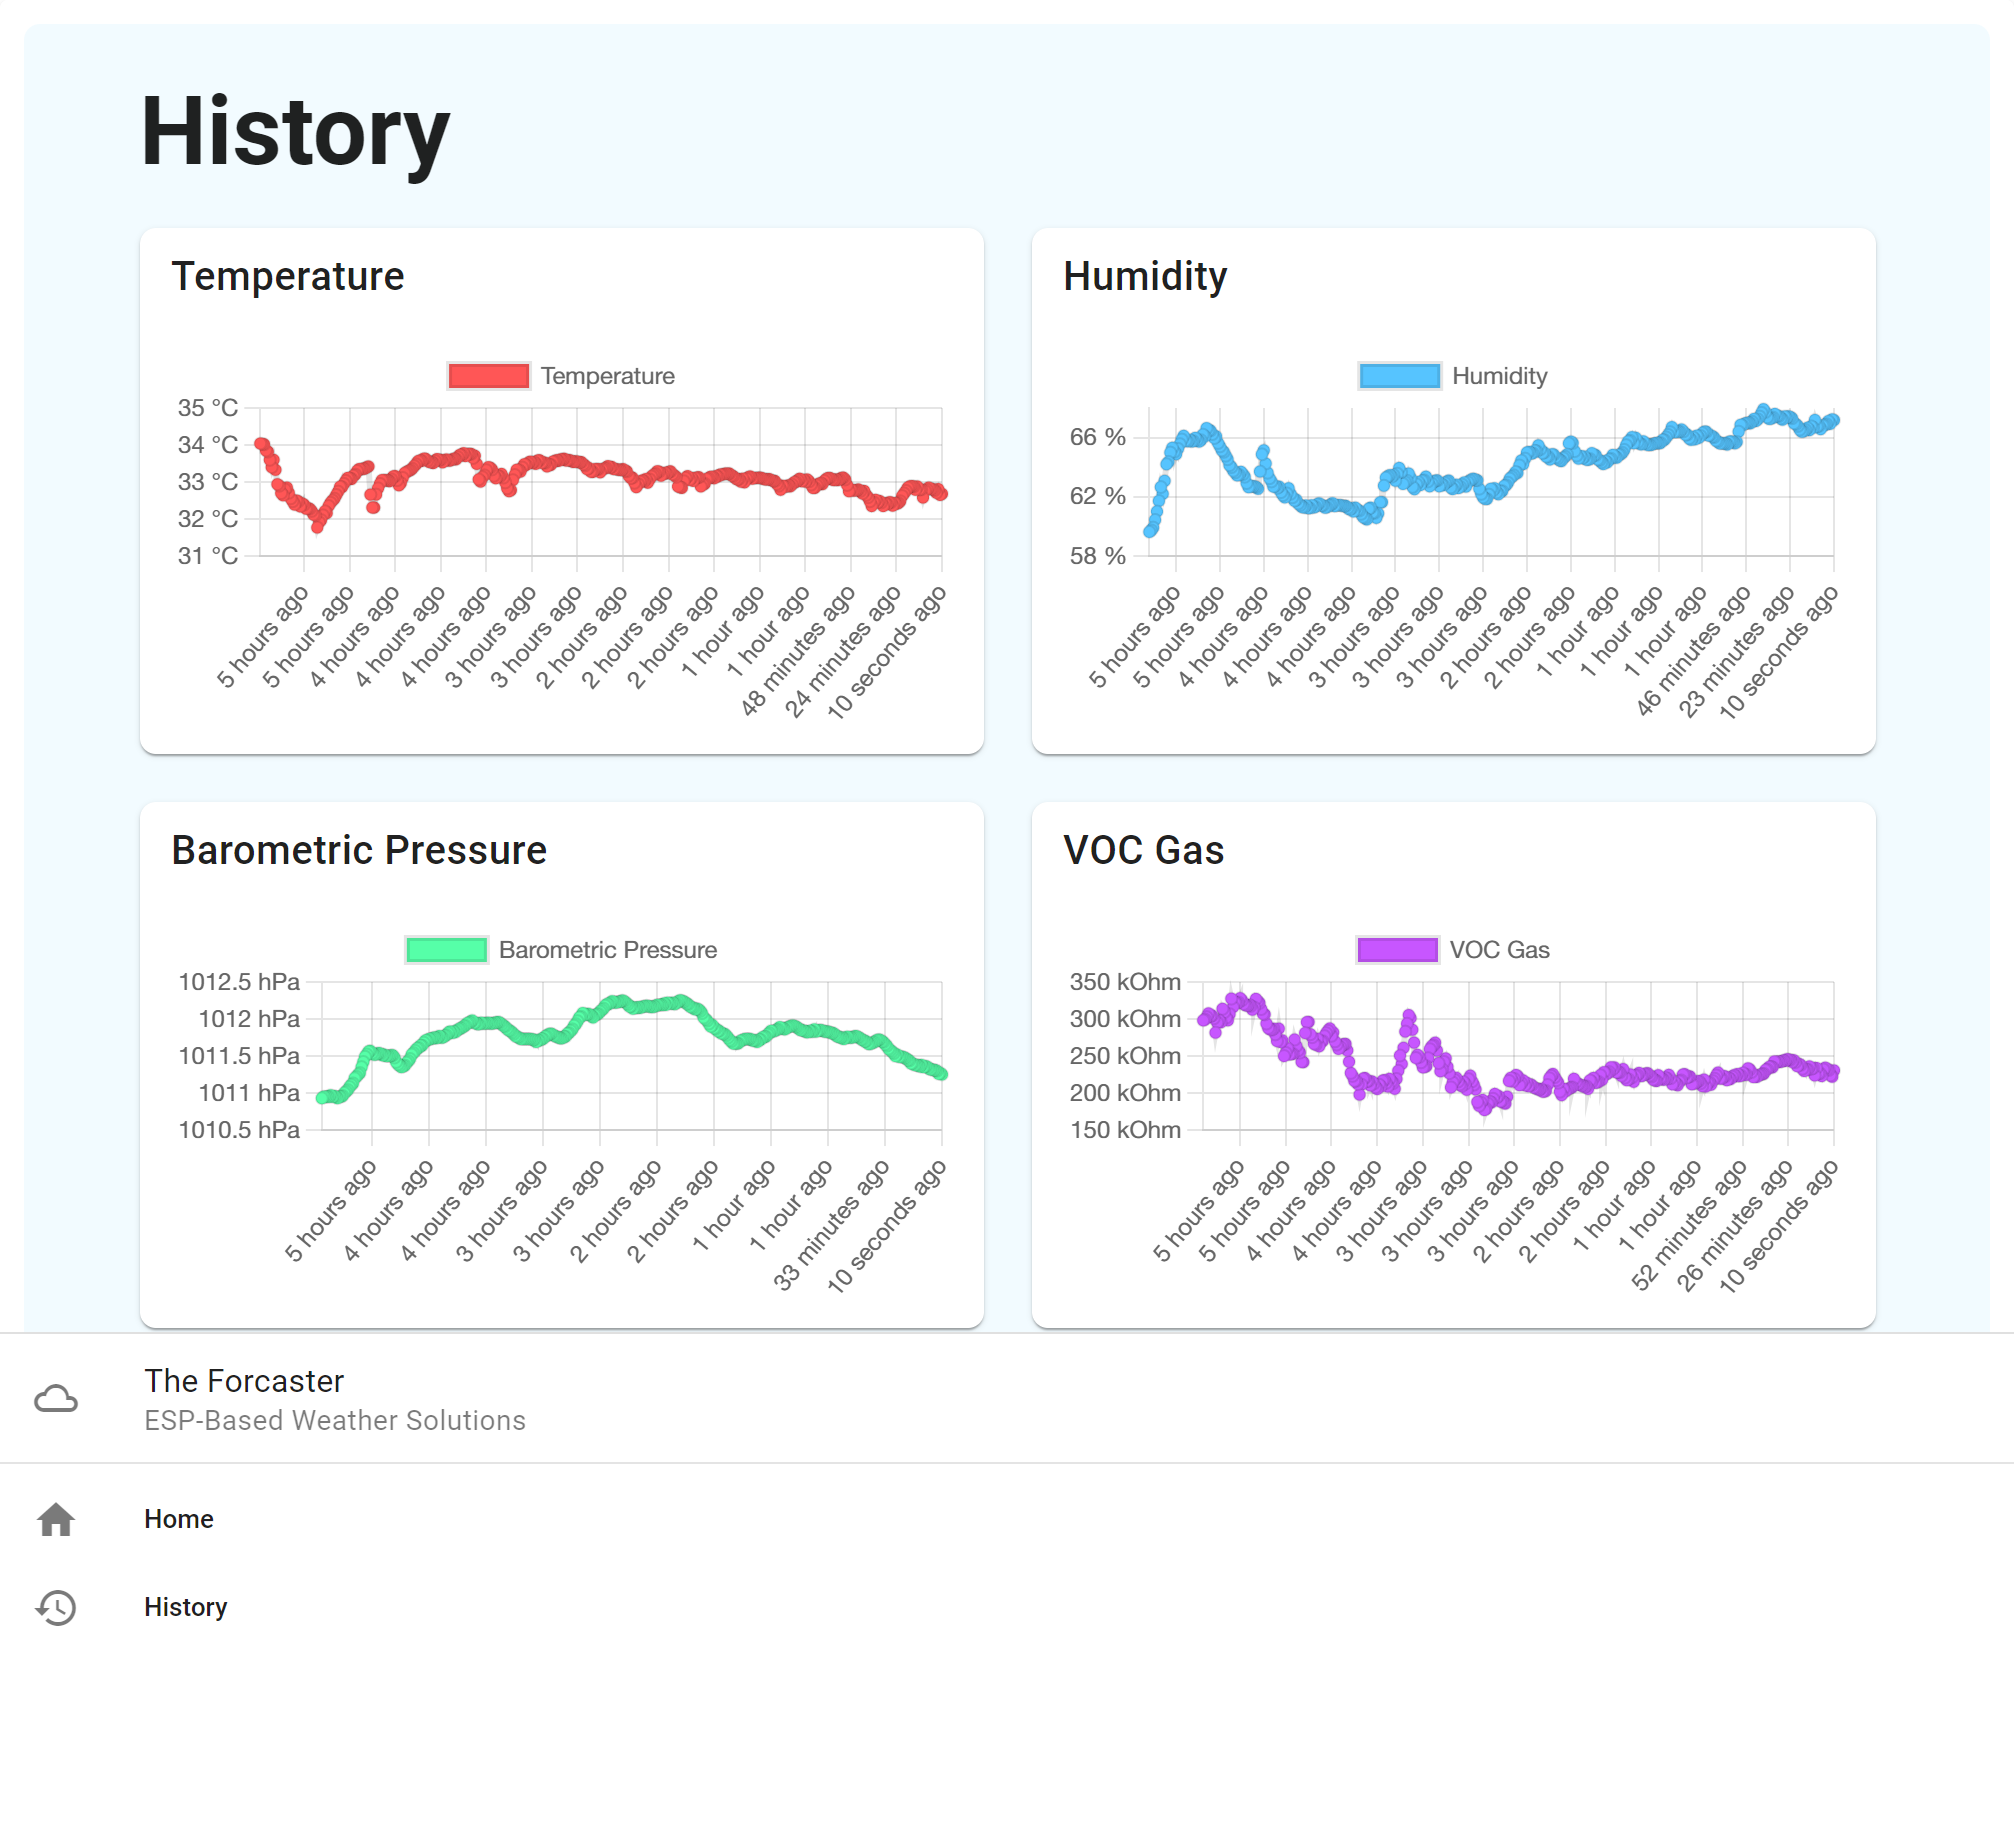 History
Temperature
Temperature
35 °C
34 °C
33 °C
32 °C
31 °C
5 hours ago
5 hours ago
4 hours ago
4 hours ago
4 hours ago
3 hours ago
3 hours ago
2 hours ago
2 hours ago
2 hours ago
1 hour ago
1 hour ago
48 minutes ago
24 minutes ago
10 seconds ago
Humidity
Humidity
66 %
62 %
58 %
5 hours ago
5 hours ago
4 hours ago
4 hours ago
4 hours ago
3 hours ago
3 hours ago
3 hours ago
2 hours ago
2 hours ago
1 hour ago
1 hour ago
1 hour ago
46 minutes ago
23 minutes ago
10 seconds ago
Barometric Pressure
Barometric Pressure
1012.5 hPa
1012 hPa
1011.5 hPa
1011 hPa
1010.5 hPa
5 hours ago
4 hours ago
4 hours ago
3 hours ago
3 hours ago
2 hours ago
2 hours ago
1 hour ago
1 hour ago
33 minutes ago
10 seconds ago
VOC Gas
VOC Gas
350 kOhm
300 kOhm
250 kOhm
200 kOhm
150 kOhm
5 hours ago
5 hours ago
4 hours ago
4 hours ago
3 hours ago
3 hours ago
3 hours ago
2 hours ago
2 hours ago
1 hour ago
1 hour ago
52 minutes ago
26 minutes ago
10 seconds ago
The Forcaster
ESP-Based Weather Solutions
Home
History